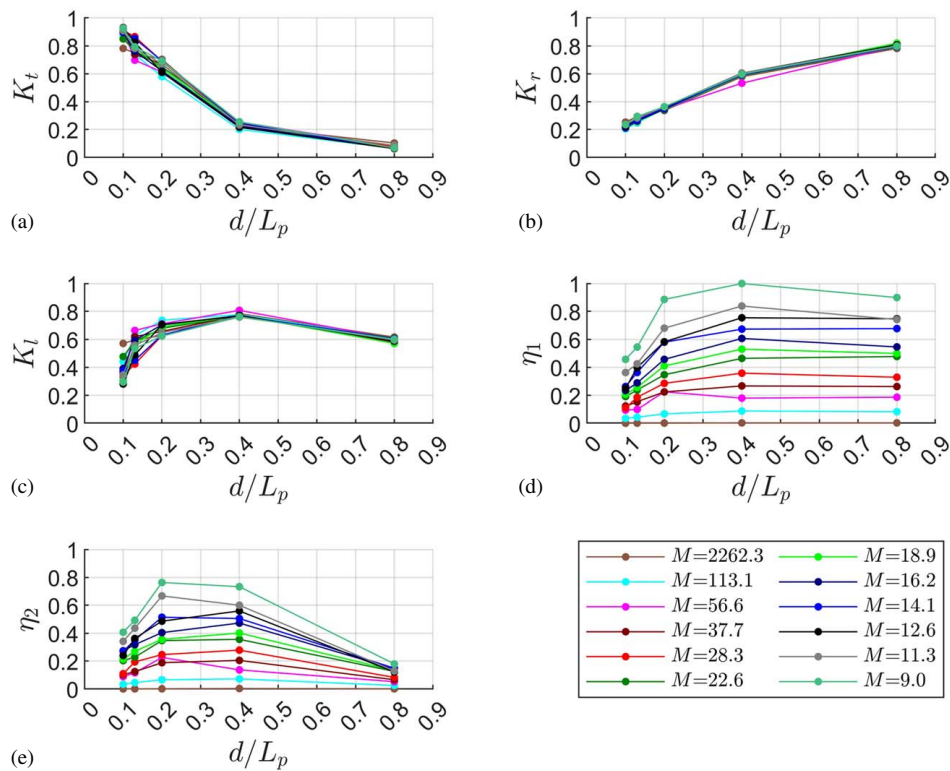 1 0.8 0.6 0.4 0.2 0
K_t
0 0.1 0.2 0.3 0.4 0.5 0.6 0.7 0.8 0.9
(a) d/L_p
1 0.8 0.6 0.4 0.2 0
K_r
0 0.1 0.2 0.3 0.4 0.5 0.6 0.7 0.8 0.9
(b) d/L_p
1 0.8 0.6 0.4 0.2 0
K_l
0 0.1 0.2 0.3 0.4 0.5 0.6 0.7 0.8 0.9
(c) d/L_p
1 0.8 0.6 0.4 0.2 0
η_1
0 0.1 0.2 0.3 0.4 0.5 0.6 0.7 0.8 0.9
(d) d/L_p
1 0.8 0.6 0.4 0.2 0
η_2
0 0.1 0.2 0.3 0.4 0.5 0.6 0.7 0.8 0.9
(e) d/L_p
M=2262.3
M=113.1
M=56.6
M=37.7
M=28.3
M=22.6
M=18.9
M=16.2
M=14.1
M=12.6
M=11.3
M=9.0